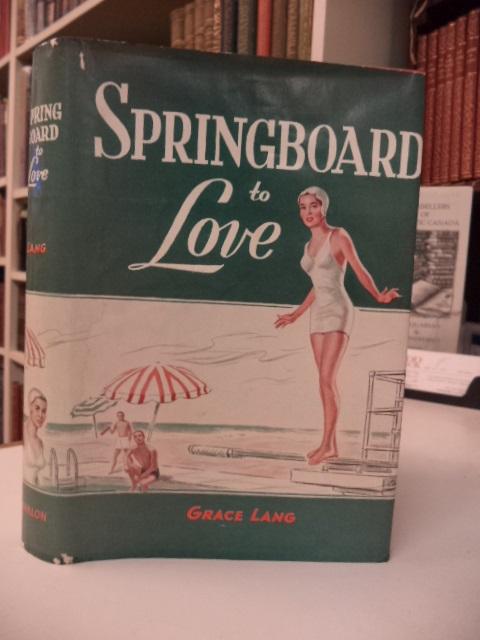 SPRINGBOARD
to
Love
GRACE LANG
SPRING
BOARD
to
Love
LANG